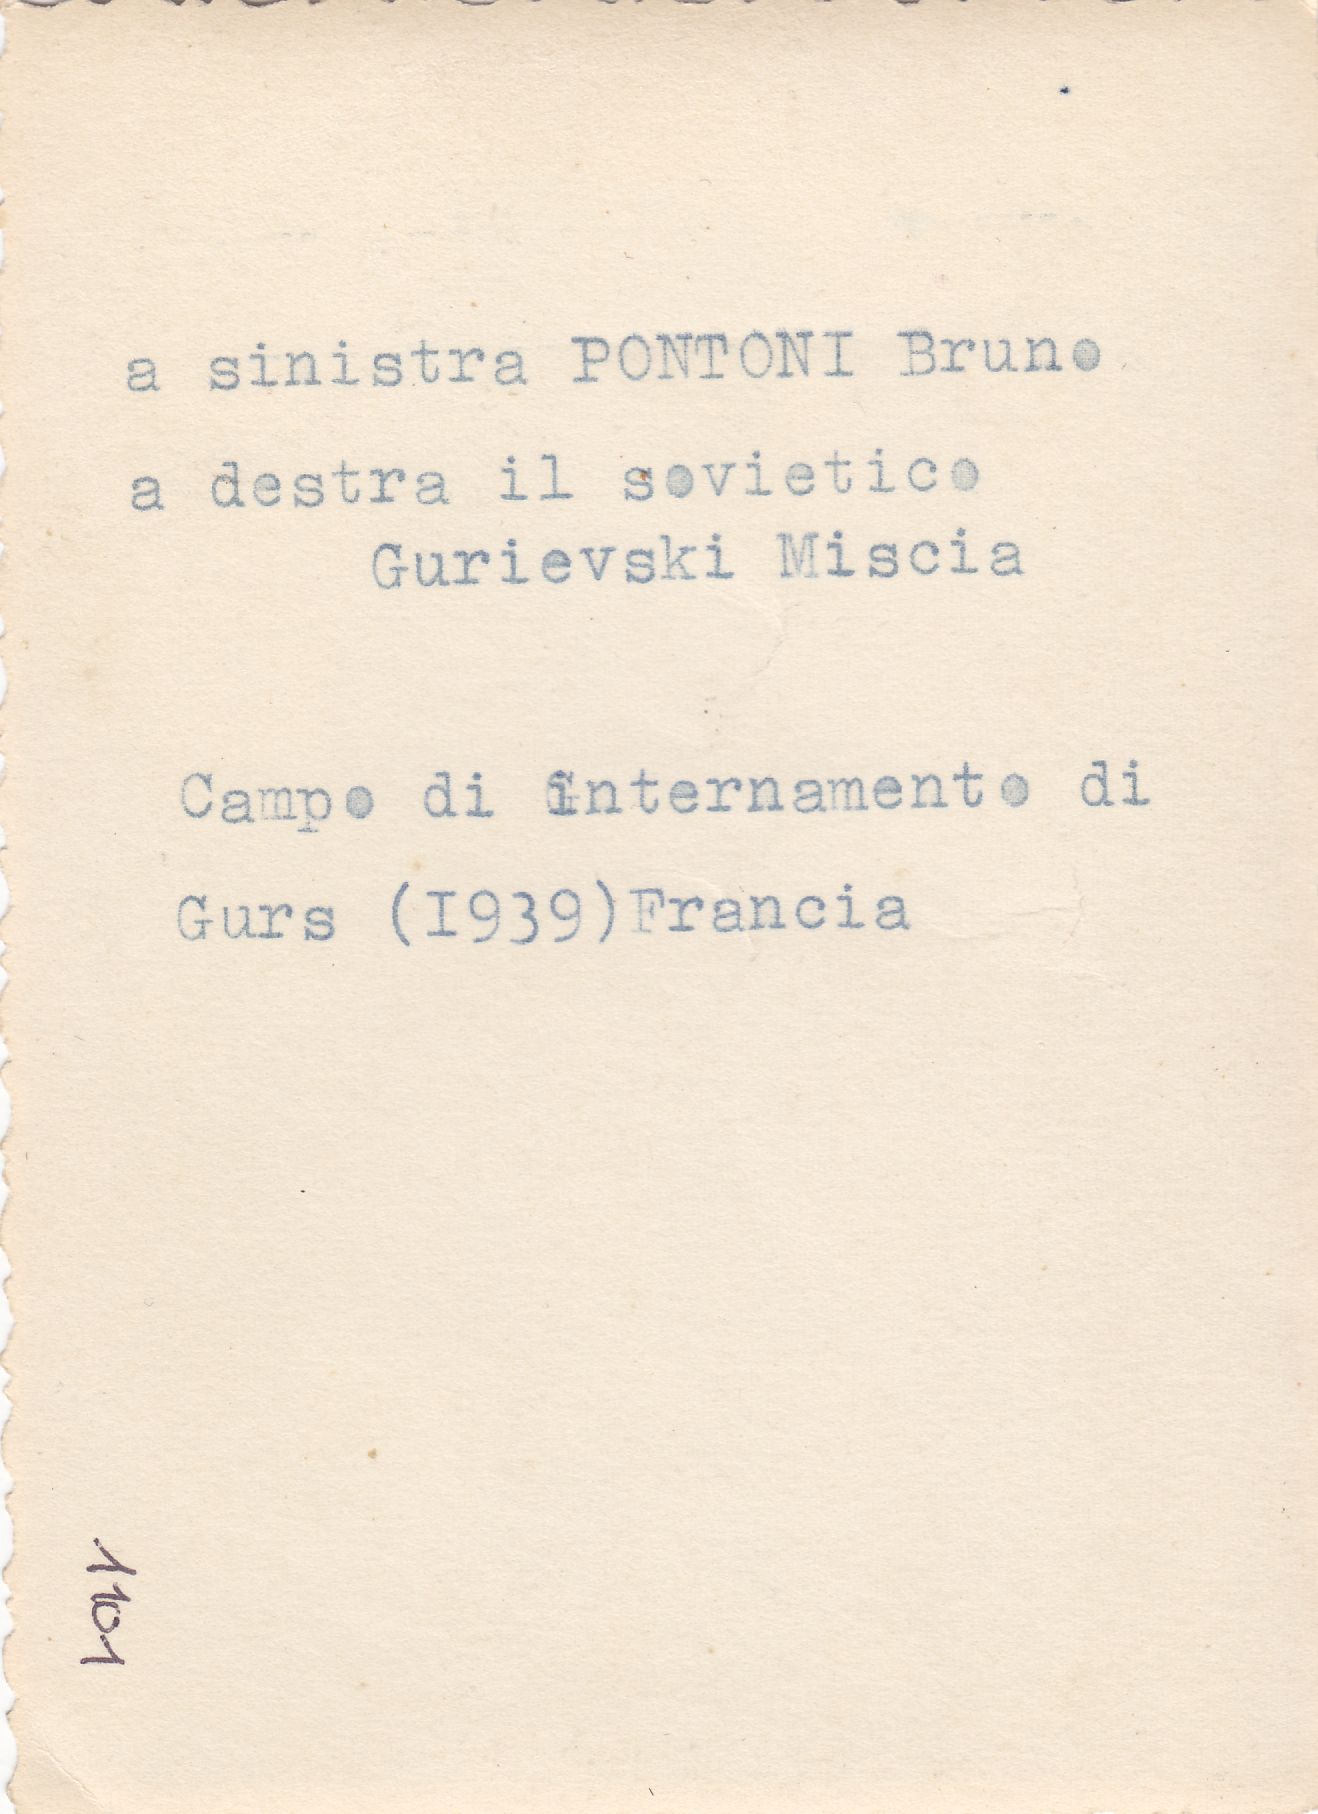 a sinistra PONTONI Bruno
a destra il sovietico
Gurievski Miscia
Campo di internamento di
Gurs (I939)Francia
1101